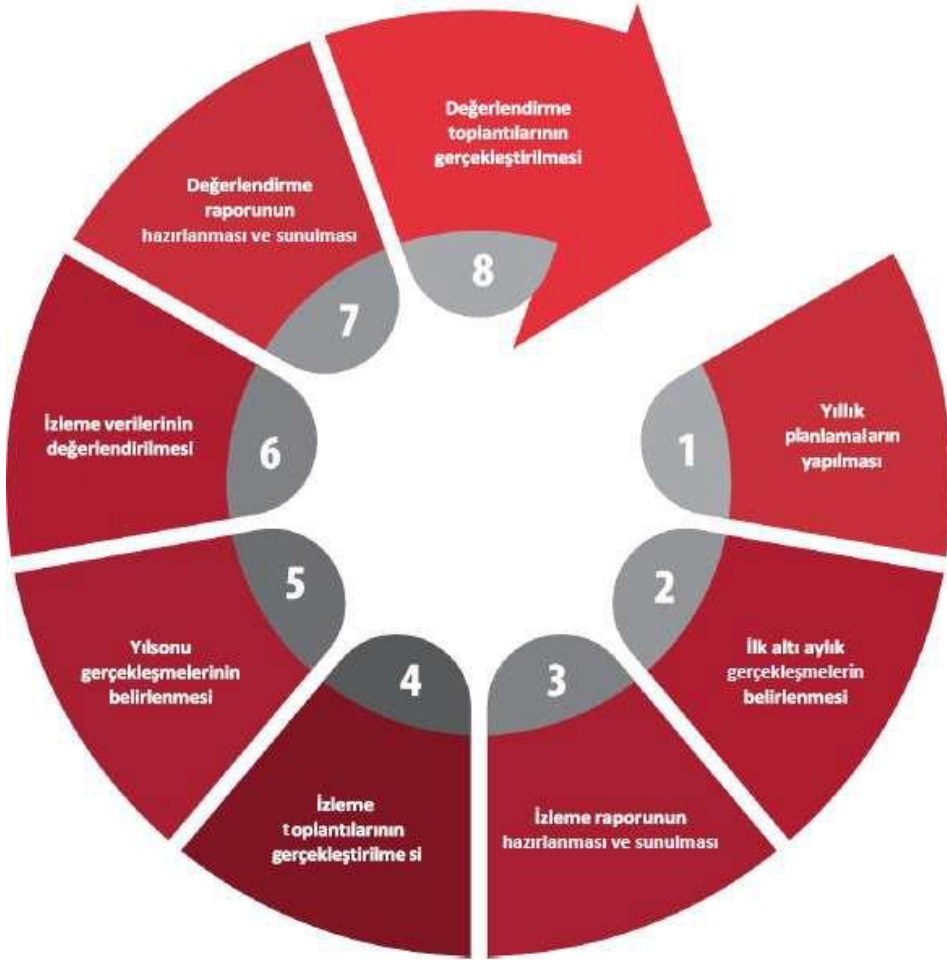 1
Yıllık
planlamaların
yapılması
2
İlk altı aylık
gerçekleşmelerin
belirlenmesi
3
İzleme raporunun
hazırlanması ve sunulması
4
İzleme
toplantılarının
gerçekleştirilme si
5
Yılsonu
gerçekleşmelerinin
belirlenmesi
6
İzleme verilerinin
değerlendirilmesi
7
Değerlendirme
raporunun
hazırlanması ve sunulması
8
Değerlendirme
toplantılarının
gerçekleştirilmesi